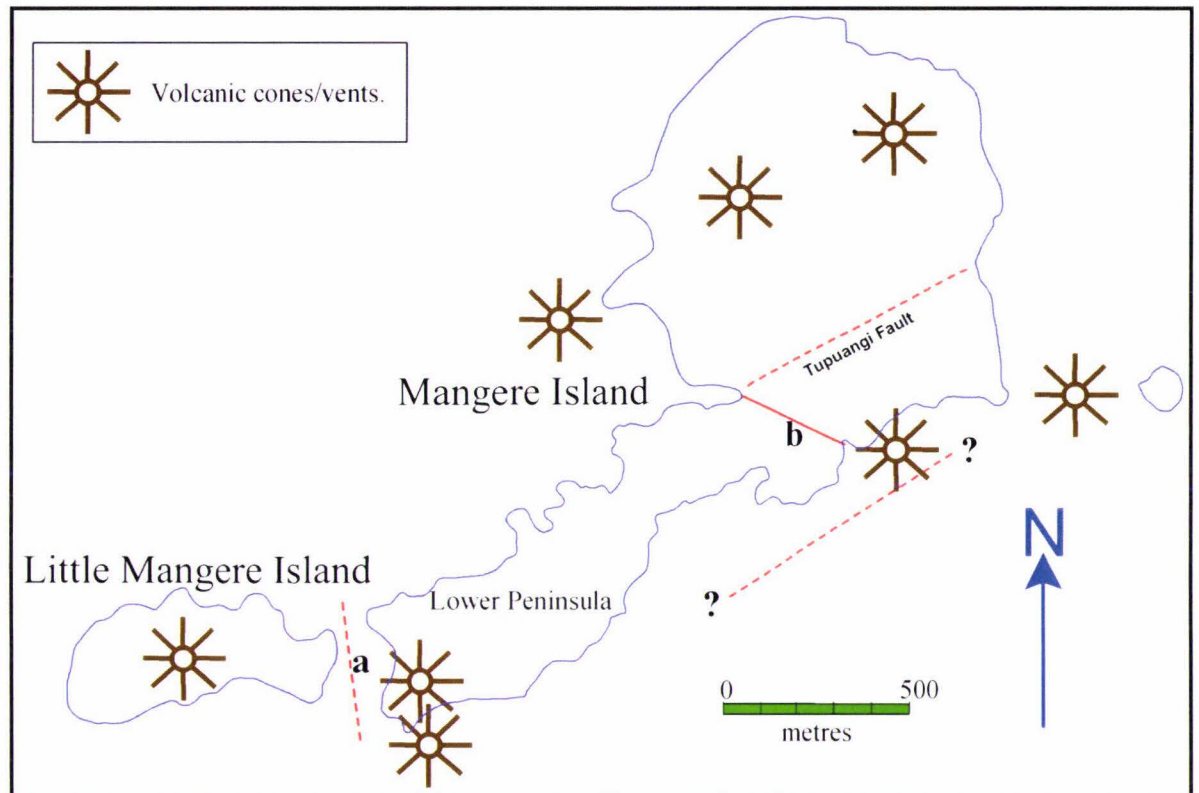 Volcanic cones/vents.
Tupuangi Fault
Mangere Island
b
?
N
Little Mangere Island
Lower Peninsula
?
a
0 500
metres